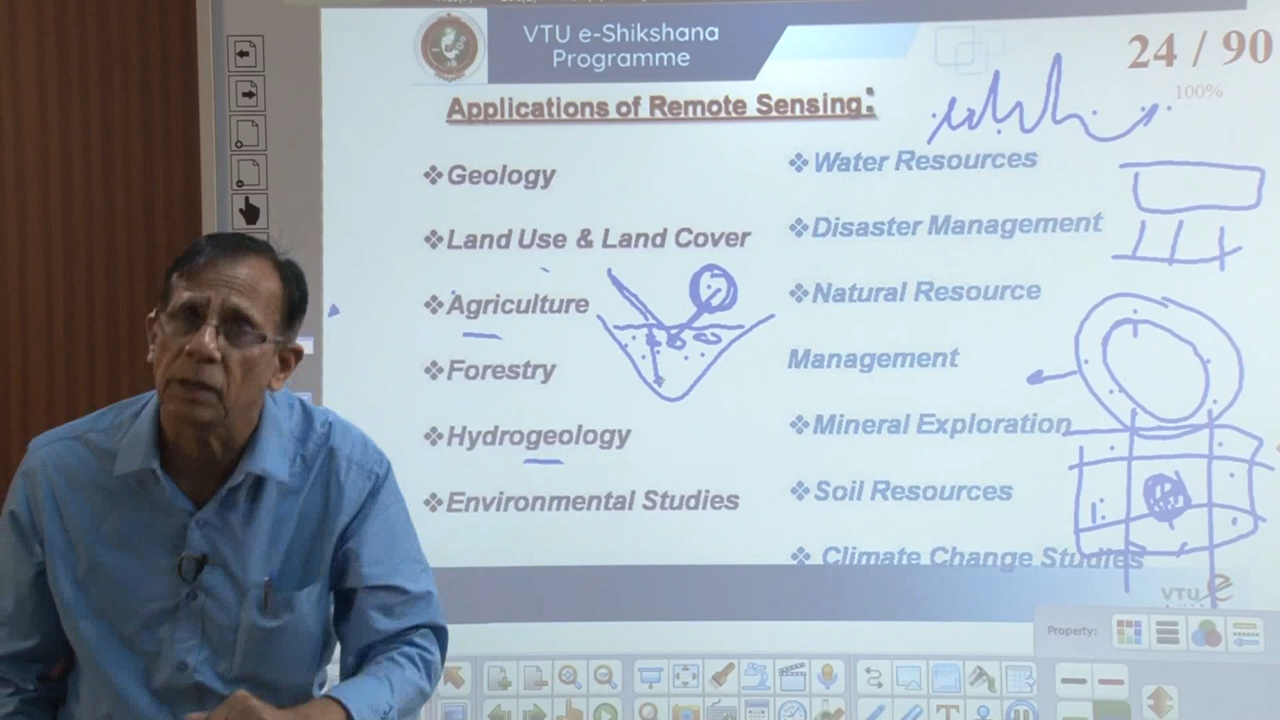 VTU e-Shikshana
Programme
24 / 90
100%
Applications of Remote Sensing:
❖Geology
❖Land Use & Land Cover
❖Agriculture
❖Forestry
❖Hydrogeology
❖Environmental Studies
❖Water Resources
❖Disaster Management
❖Natural Resource
Management
❖Mineral Exploration
❖Soil Resources
❖ Climate Change Studies
VTU e
Property: